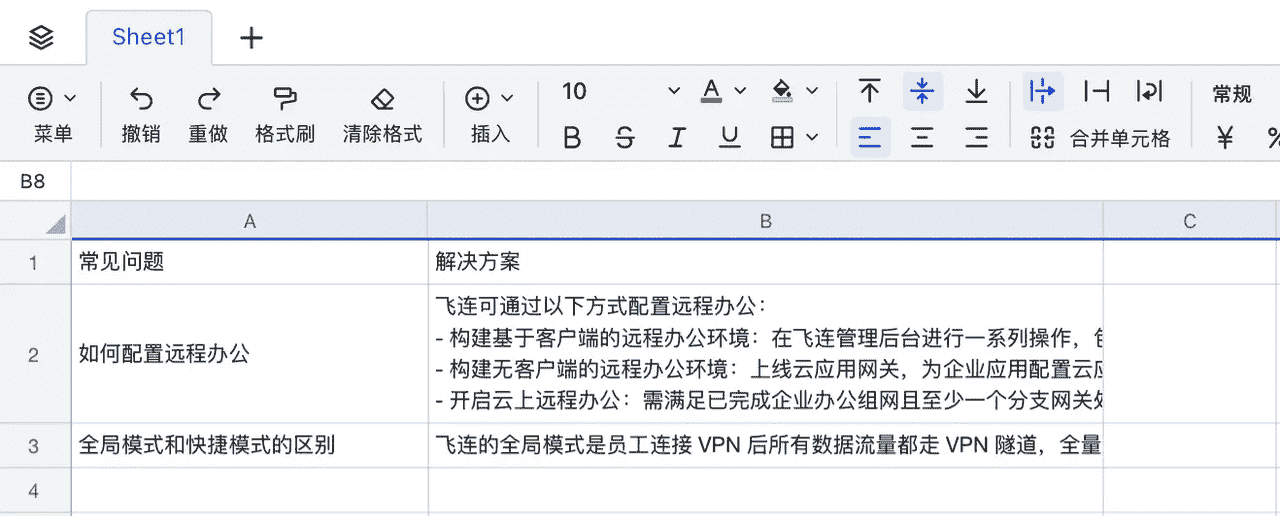 Sheet1
菜单
撤销
重做
格式刷
清除格式
插入
10
A
B S I U
合并单元格
常规
¥ %
B8
A B C
1 常见问题 解决方案
2 如何配置远程办公
飞连可通过以下方式配置远程办公：
- 构建基于客户端的远程办公环境：在飞连管理后台进行一系列操作，
- 构建无客户端的远程办公环境：上线云应用网关，为企业应用配置云
- 开启云上远程办公：需满足已完成企业办公组网且至少一个分支网关
3 全局模式和快捷模式的区别 飞连的全局模式是员工连接 VPN 后所有数据流量都走 VPN 隧道，全量
4